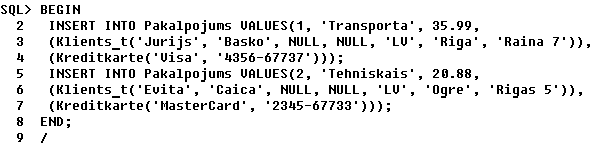 SQL> BEGIN
2 INSERT INTO Pakalpojums VALUES(1, 'Transporta', 35.99,
3 (Klients_t('Jurijs', 'Basko', NULL, NULL, 'LV', 'Riga', 'Raina 7')),
4 (Kreditkarte('Visa', '4356-67737')));
5 INSERT INTO Pakalpojums VALUES(2, 'Tehniskais', 20.88,
6 (Klients_t('Evita', 'Caica', NULL, NULL, 'LV', 'Ogre', 'Rigas 5')),
7 (Kreditkarte('MasterCard', '2345-67733')));
8 END;
9 /